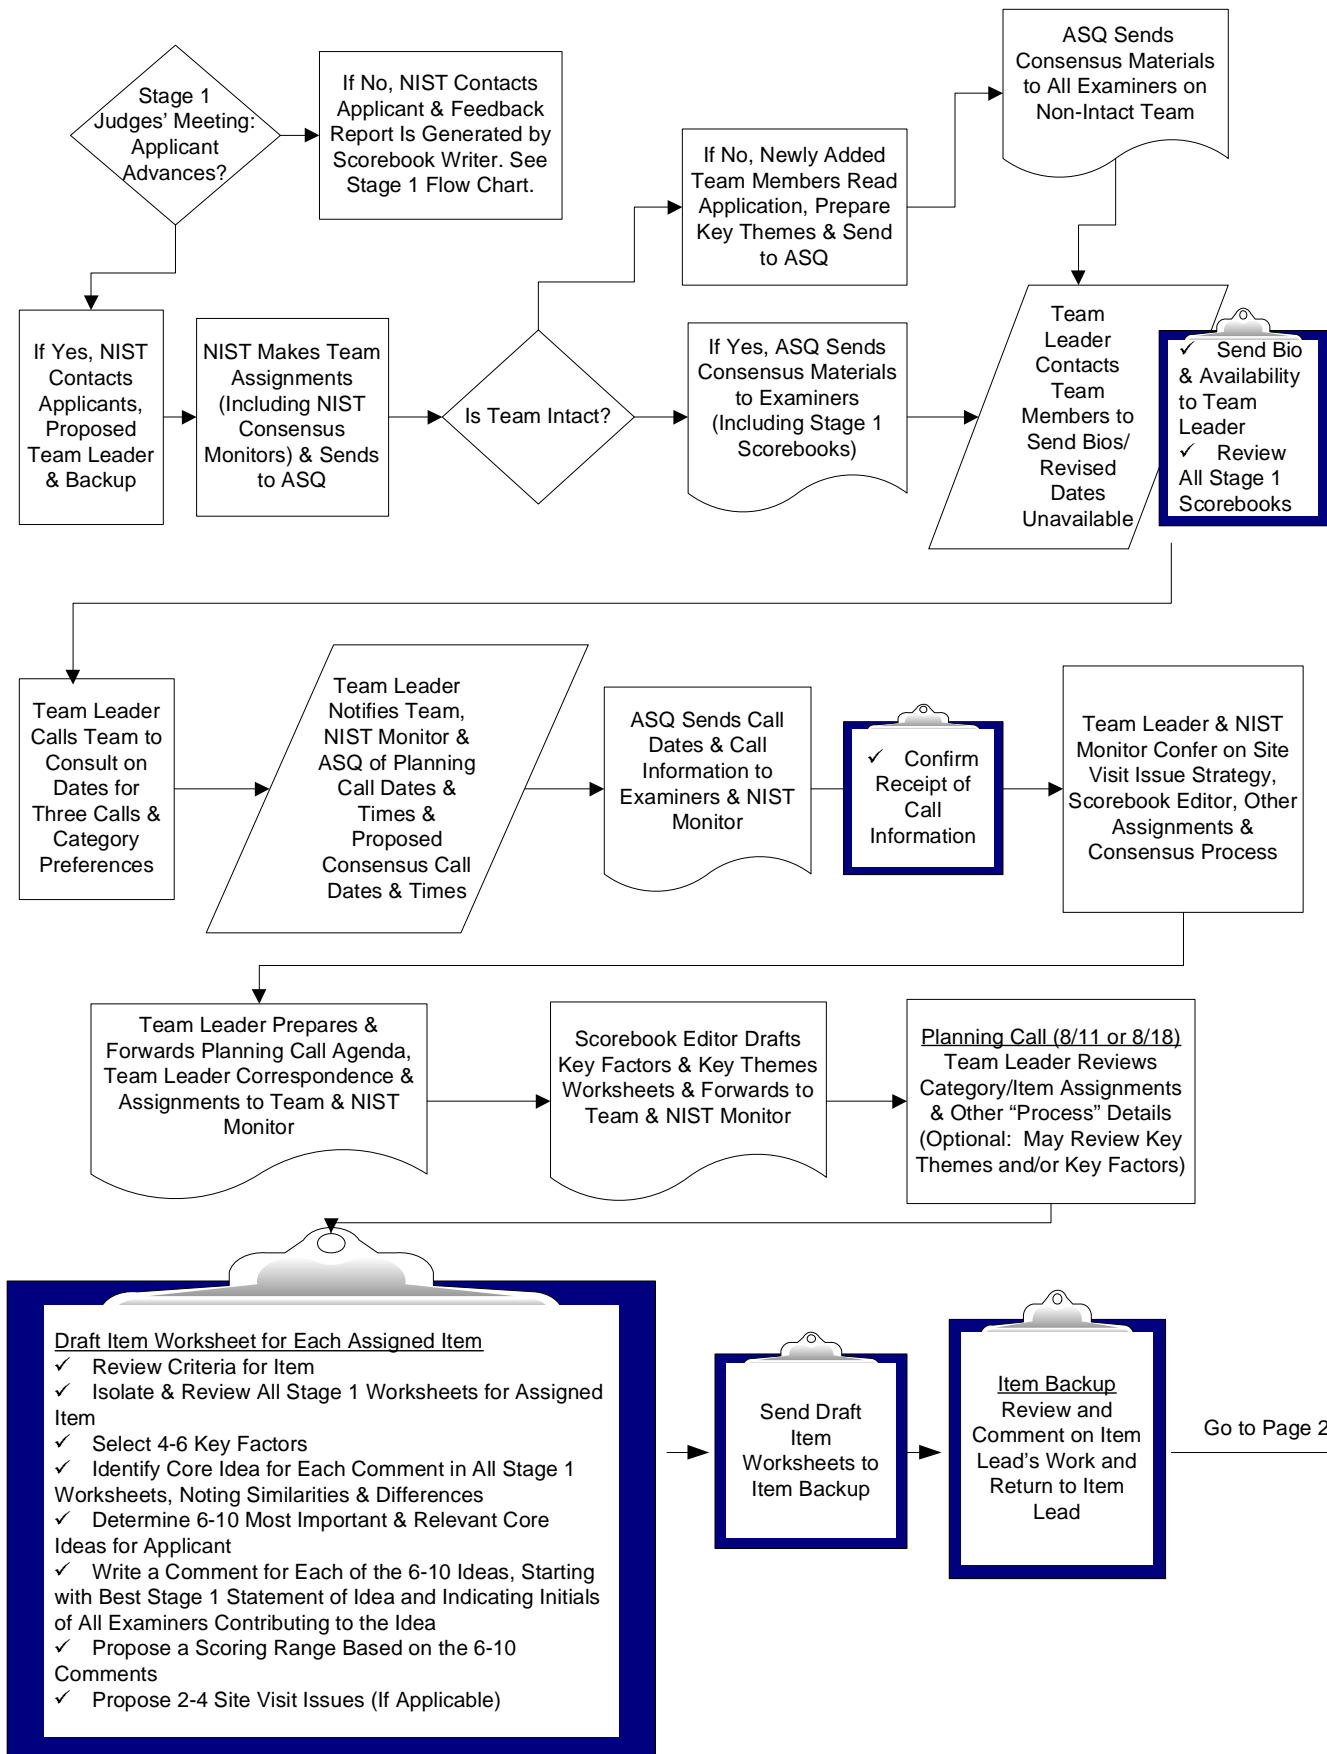 Stage 1
Judges' Meeting:
Applicant
Advances?
If No, NIST Contacts
Applicant & Feedback
Report Is Generated by
Scorebook Writer. See
Stage 1 Flow Chart.
If No, Newly Added
Team Members Read
Application, Prepare
Key Themes & Send
to ASQ
ASQ Sends
Consensus Materials
to All Examiners on
Non-Intact Team
If Yes, NIST
Contacts
Applicants,
Proposed
Team Leader
& Backup
NIST Makes Team
Assignments
(Including NIST
Consensus
Monitors) & Sends
to ASQ
Is Team Intact?
If Yes, ASQ Sends
Consensus Materials
to Examiners
(Including Stage 1
Scorebooks)
Team
Leader
Contacts
Team
Members to
Send Bios/
Revised
Dates
Unavailable
✓ Send Bio
& Availability
to Team
Leader
✓ Review
All Stage 1
Scorebooks
Team Leader
Calls Team to
Consult on
Dates for
Three Calls &
Category
Preferences
Team Leader
Notifies Team,
NIST Monitor &
ASQ of Planning
Call Dates &
Times &
Proposed
Consensus Call
Dates & Times
ASQ Sends Call
Dates & Call
Information to
Examiners & NIST
Monitor
✓ Confirm
Receipt of
Call
Information
Team Leader & NIST
Monitor Confer on Site
Visit Issue Strategy,
Scorebook Editor, Other
Assignments &
Consensus Process
Team Leader Prepares &
Forwards Planning Call Agenda,
Team Leader Correspondence &
Assignments to Team & NIST
Monitor
Scorebook Editor Drafts
Key Factors & Key Themes
Worksheets & Forwards to
Team & NIST Monitor
Planning Call (8/11 or 8/18)
Team Leader Reviews
Category/Item Assignments
& Other “Process” Details
(Optional: May Review Key
Themes and/or Key Factors)
Draft Item Worksheet for Each Assigned Item
✓ Review Criteria for Item
✓ Isolate & Review All Stage 1 Worksheets for Assigned
Item
✓ Select 4-6 Key Factors
✓ Identify Core Idea for Each Comment in All Stage 1
Worksheets, Noting Similarities & Differences
✓ Determine 6-10 Most Important & Relevant Core
Ideas for Applicant
✓ Write a Comment for Each of the 6-10 Ideas, Starting
with Best Stage 1 Statement of Idea and Indicating Initials
of All Examiners Contributing to the Idea
✓ Propose a Scoring Range Based on the 6-10
Comments
✓ Propose 2-4 Site Visit Issues (If Applicable)
Send Draft
Item
Worksheets to
Item Backup
Item Backup
Review and
Comment on Item
Lead's Work and
Return to Item
Lead
Go to Page 2